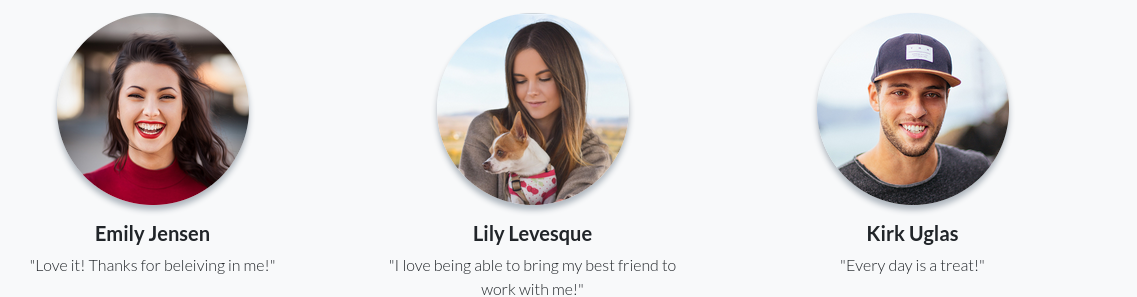 Emily Jensen
Lily Levesque
Kirk Uglas
"Love it! Thanks for beleiving in me!"
"I love being able to bring my best friend to
work with me!"
"Every day is a treat!"